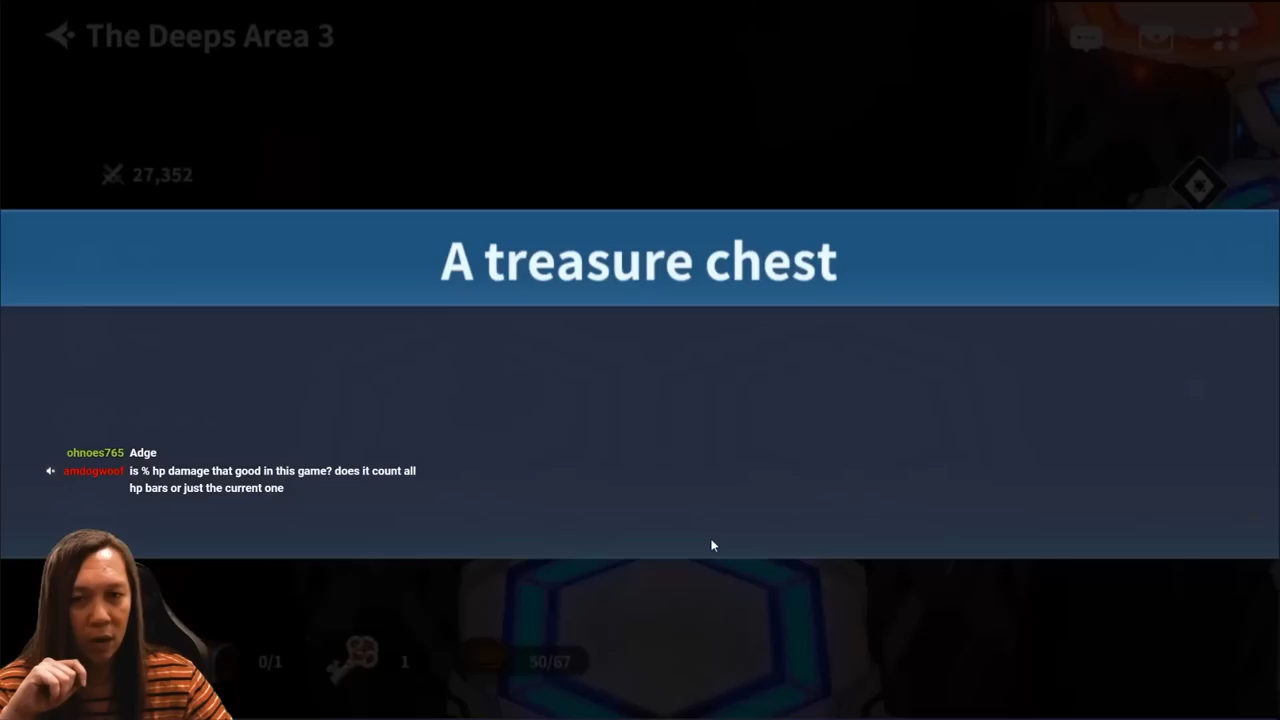 The Deeps Area 3
27,352
A treasure chest
ohnoes765 Adge
amdogwoof is % hp damage that good in this game? does it count all
hp bars or just the current one
0/1 1 50/67